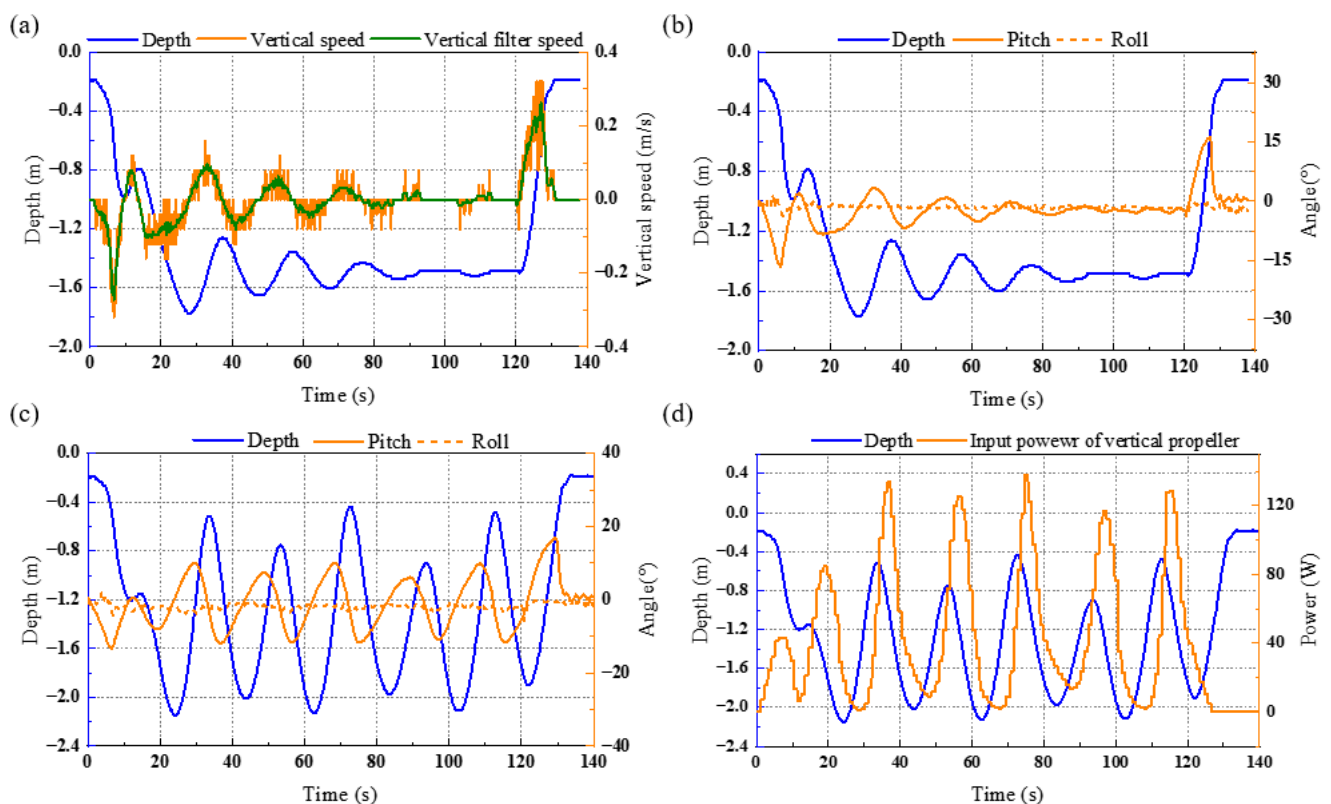 (a)
Depth Vertical speed Vertical filter speed
0.0 −0.4 −0.8 −1.2 −1.6 −2.0
Depth (m)
0.4 0.2 0.0 −0.2 −0.4
Vertical speed (m/s)
0 20 40 60 80 100 120 140
Time (s)
(b)
Depth Pitch Roll
0.0 −0.4 −0.8 −1.2 −1.6 −2.0
Depth (m)
30 15 0 −15 −30
Angle (°)
0 20 40 60 80 100 120 140
Time (s)
(c)
Depth Pitch Roll
0.0 −0.4 −0.8 −1.2 −1.6 −2.0 −2.4
Depth (m)
40 20 0 −20 −40
Angle(°)
0 20 40 60 80 100 120 140
Time (s)
(d)
Depth Input powewr of vertical propeller
0.4 0.0 −0.4 −0.8 −1.2 −1.6 −2.0 −2.4
Depth (m)
120 80 40 0
Power (W)
0 20 40 60 80 100 120 140
Time (s)